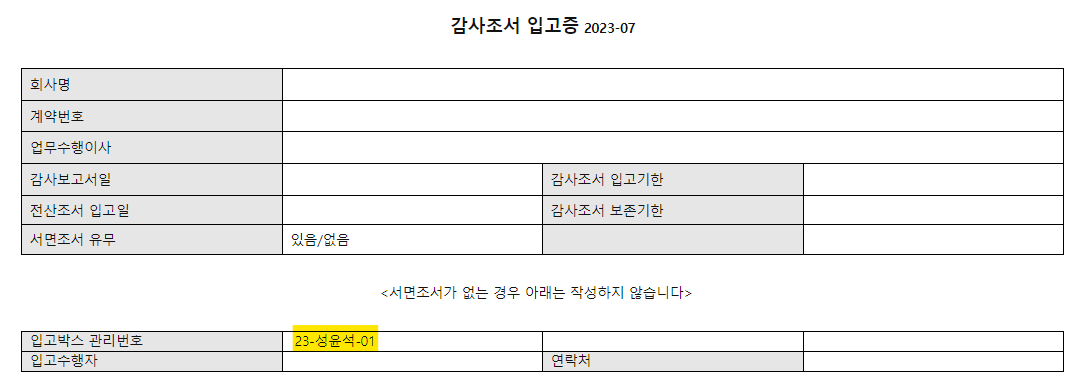 감사조서 입고증 2023-07
회사명
계약번호
업무수행이사
감사보고서일 감사조서 입고기한
전산조서 입고일 감사조서 보존기한
서면조서 유무 있음/없음
<서면조서가 없는 경우 아래는 작성하지 않습니다>
입고박스 관리번호 23-성윤석-01
입고수행자 연락처